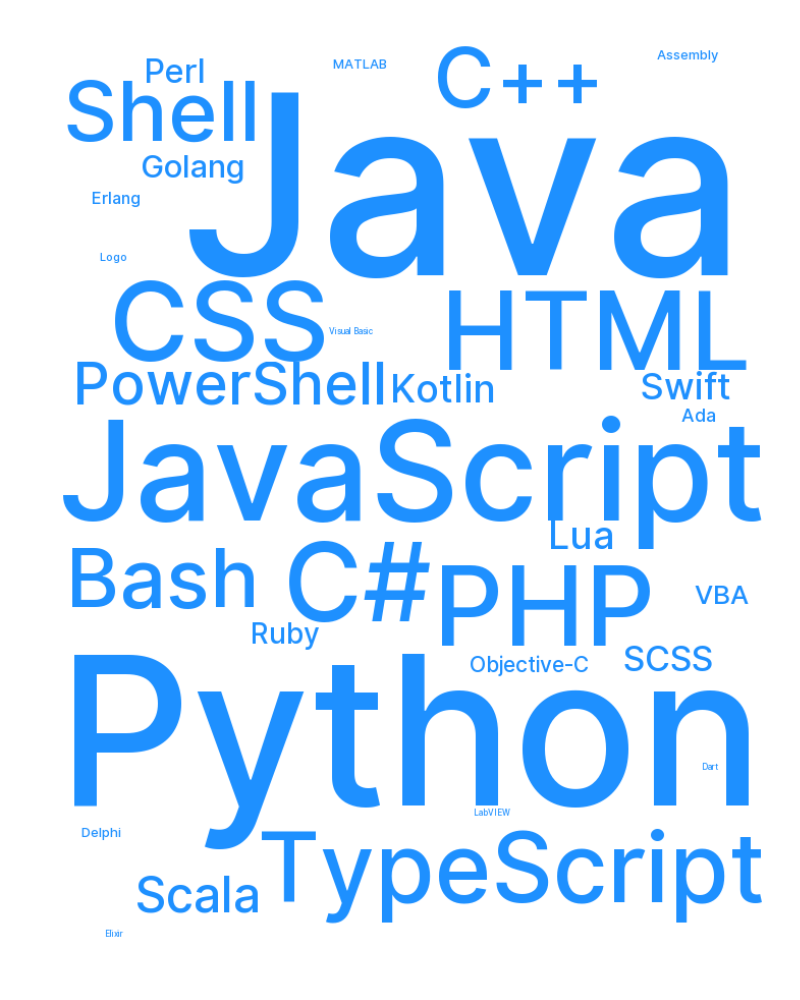 C++
Assembly
MATLAB
Perl
Shell
Java
Golang
Erlang
Logo
CSS
Visual Basic
HTML
PowerShell
Kotlin
Swift
Ada
JavaScript
Lua
Bash
C#
PHP
VBA
Ruby
Objective-C
SCSS
Python
Dart
LabVIEW
Delphi
TypeScript
Scala
Elixir